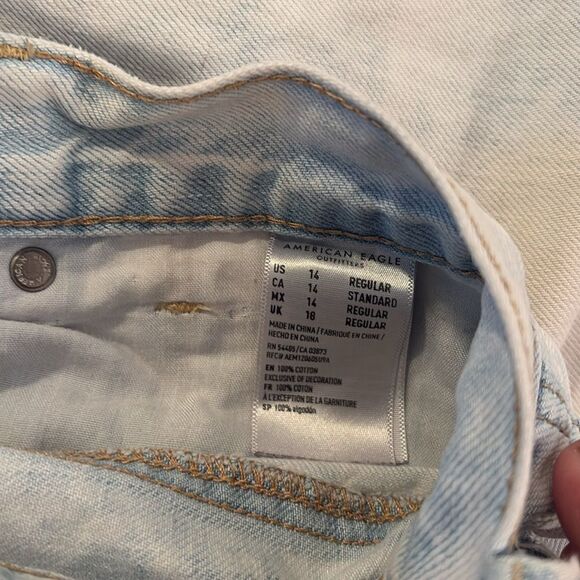 AMERICAN EAGLE
OUTFITTERS
US 14 REGULAR
CA 14 STANDARD
MX 14 REGULAR
UK 18 REGULAR
MADE IN CHINA / FABRIQUÉ EN CHINE /
HECHO EN CHINA
RN 54485/CA 03873
EN 100% COTTON
EXCLUSIVE OF DECORATION
FR 100% COTON
À L'EXCEPTION DE LA GARNITURE
SP 100% algodón